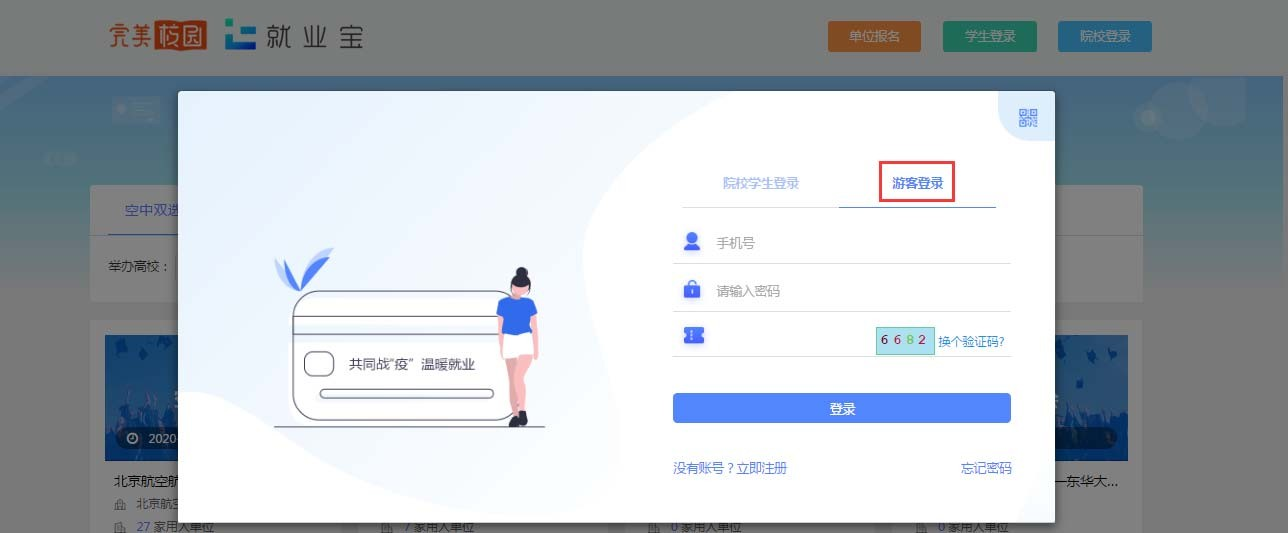 完美校园 就业宝
单位报名 学生登录 院校登录
院校学生登录 游客登录
空中双选
手机号
举办高校：
请输入密码
6682 换个验证码?
共同战“疫” 温暖就业
登录
2020
没有账号？立即注册 忘记密码
北京航空航
一东华大...
北京航空
27 家用人单位 7 家用人单位 0 家用人单位 0 家用人单位